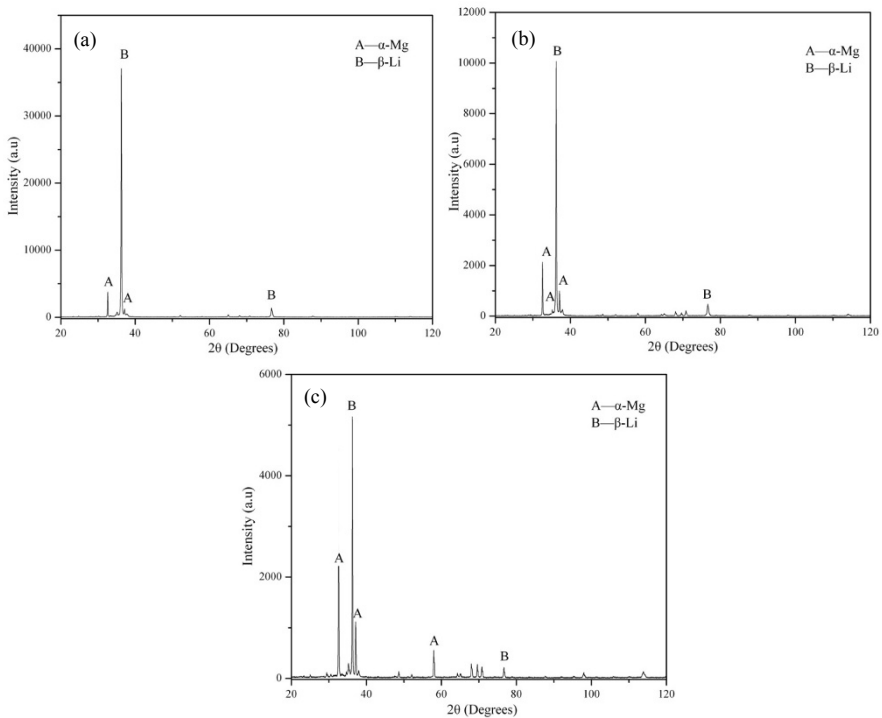 (a)
A—α-Mg
B—β-Li
40000
30000
20000
10000
0
Intensity (a.u)
B
A
A
B
20 40 60 80 100 120
2θ (Degrees)
(b)
A—α-Mg
B—β-Li
12000
10000
8000
6000
4000
2000
0
Intensity (a.u)
B
A
A
A
B
20 40 60 80 100 120
2θ (Degrees)
(c)
A—α-Mg
B—β-Li
6000
4000
2000
0
Intensity (a.u)
B
A
A
A
B
20 40 60 80 100 120
2θ (Degrees)